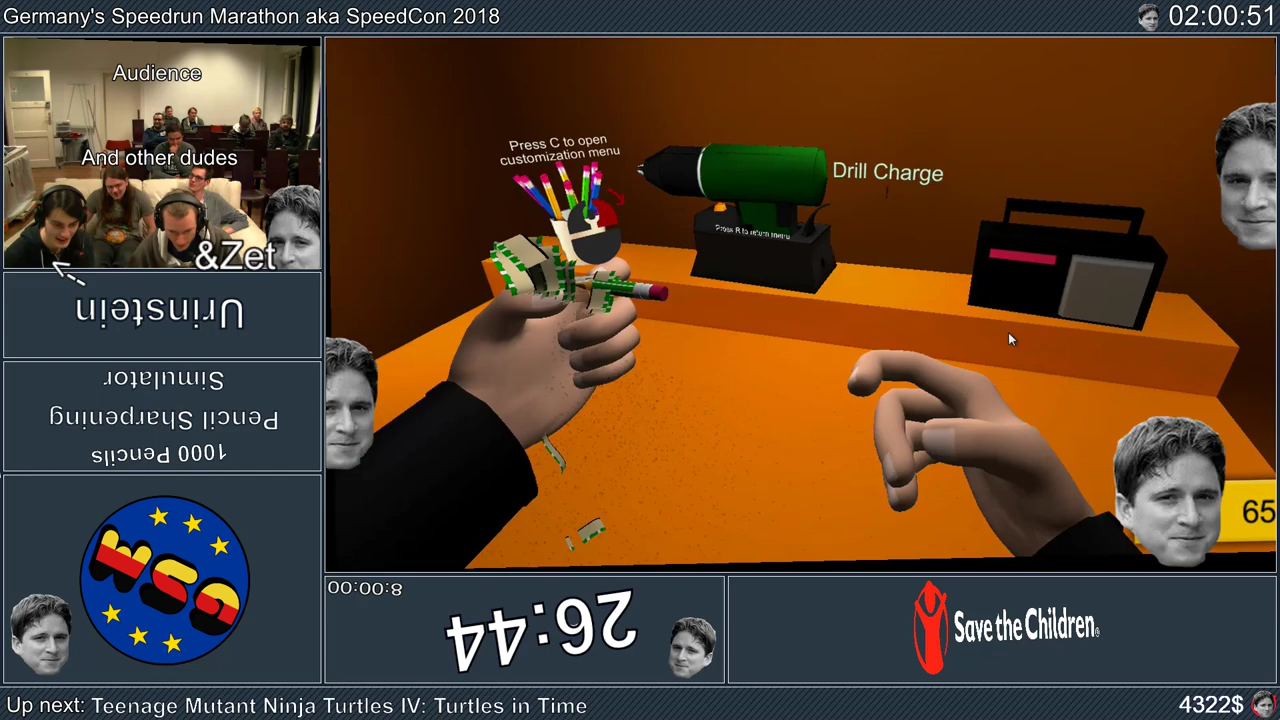 Germany's Speedrun Marathon aka SpeedCon 2018
02:00:51
Audience
And other dudes
&Zet
Urinstein
1000 Pencils
Pencil Sharpening
Simulator
WSG
Press C to open
customization menu
Drill Charge
Press R to return menu
65
8:00:00
26:44
Save the Children®
Up next: Teenage Mutant Ninja Turtles IV: Turtles in Time
4322$